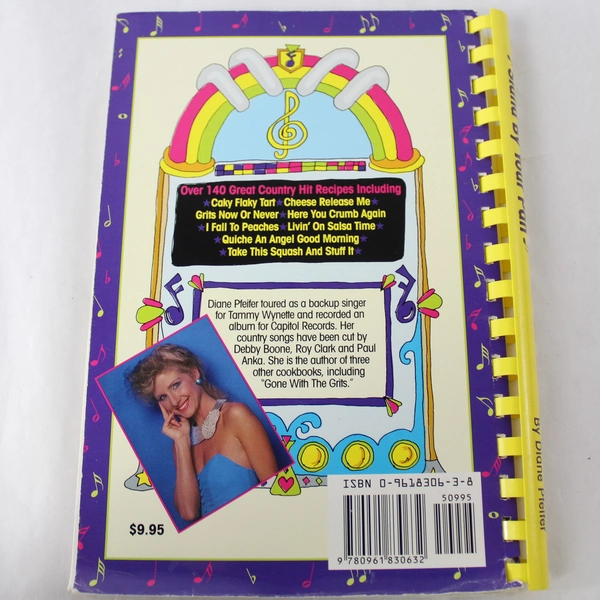 Over 140 Great Country Hit Recipes Including
★Caky Flaky Tart★Cheese Release Me★
Grits Now Or Never★Here You Crumb Again
★I Fall To Peaches★Livin' On Salsa Time★
★Quiche An Angel Good Morning★
★Take This Squash And Stuff It★
Diane Pfeifer toured as a backup singer
for Tammy Wynette and recorded an
album for Capitol Records. Her
country songs have been cut by
Debby Boone, Roy Clark and Paul
Anka. She is the author of three
other cookbooks, including
"Gone With The Grits."
$9.95
ISBN 0-9618306-3-8
50995
9 780961 830632
Stand By Your Pan
By Diane Pfeifer